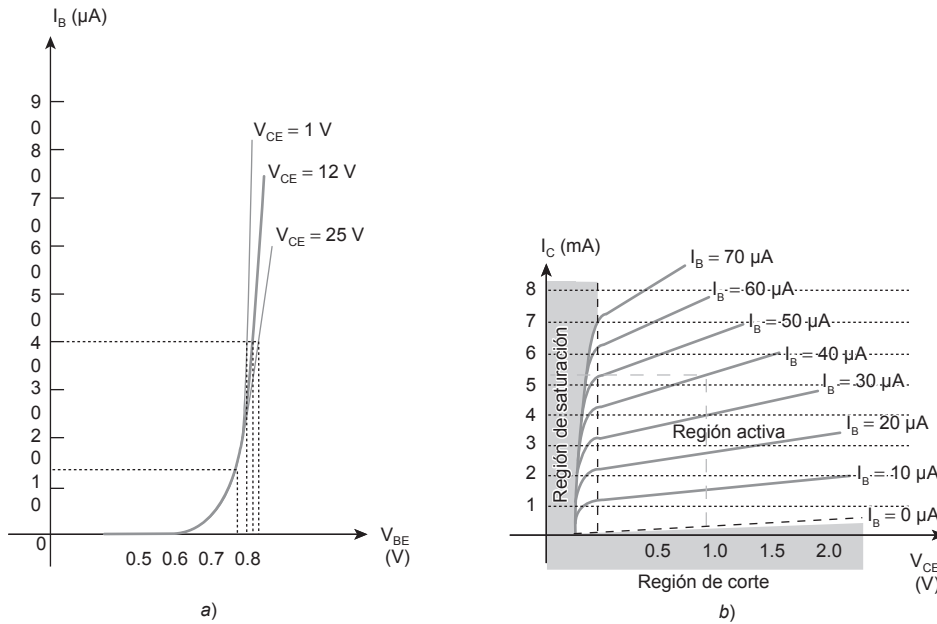 I_B (µA)
9
0
8
0
7
0
6
0
5
0
4
0
3
0
2
0
1
0
0
V_CE = 1 V
V_CE = 12 V
V_CE = 25 V
0.5 0.6 0.7 0.8
V_BE
(V)
a)
I_C (mA)
8
7
6
5
4
3
2
1
Región de saturación
Región activa
I_B = 70 µA
I_B = 60 µA
I_B = 50 µA
I_B = 40 µA
I_B = 30 µA
I_B = 20 µA
I_B = 10 µA
I_B = 0 µA
0.5 1.0 1.5 2.0
V_CE
(V)
Región de corte
b)